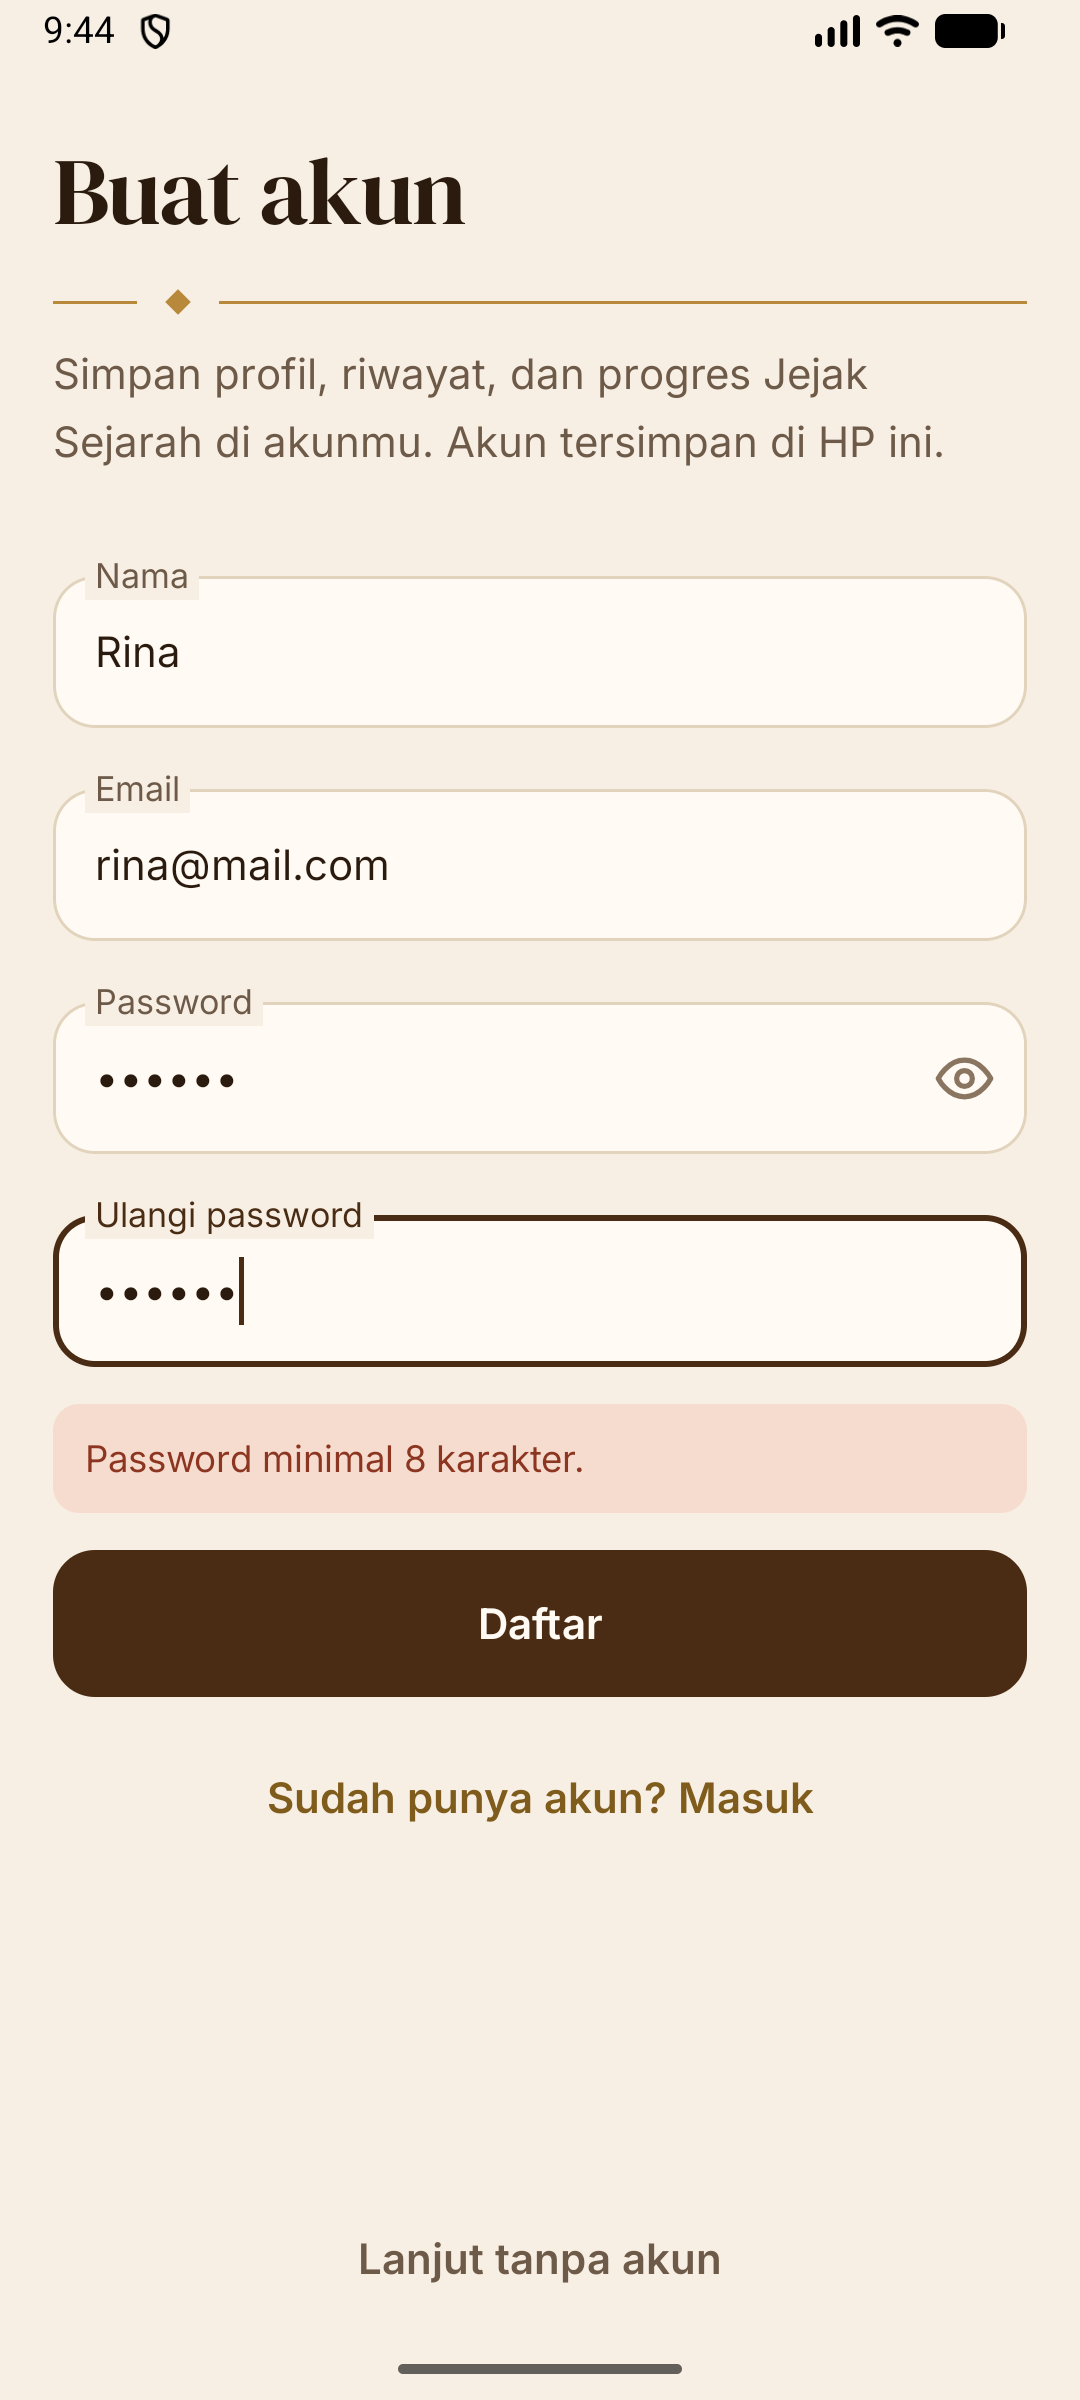 9:44
Buat akun
Simpan profil, riwayat, dan progres Jejak
Sejarah di akunmu. Akun tersimpan di HP ini.
Nama
Rina
Email
rina@mail.com
Password
••••••
Ulangi password
••••••
Password minimal 8 karakter.
Daftar
Sudah punya akun? Masuk
Lanjut tanpa akun